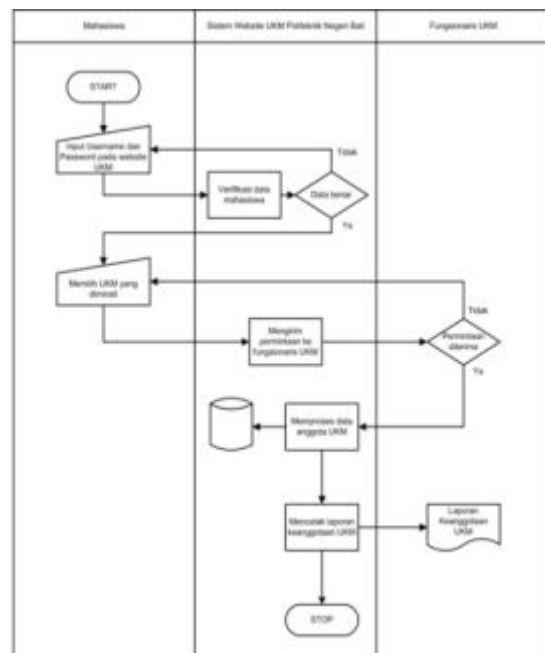 Mahasiswa
Sistem Website UKM Politeknik Negeri Bali
Fungsionaris UKM
START
Input Username dan
Password pada website
UKM
Tidak
Verifikasi data
mahasiswa
Data benar
Ya
Memilih UKM yang
diminati
Tidak
Mengirim
permintaan ke
fungsionaris UKM
Permintaan
diterima
Ya
Memproses data
anggota UKM
Mencetak laporan
keanggotaan UKM
Laporan
Keanggotaan
UKM
STOP